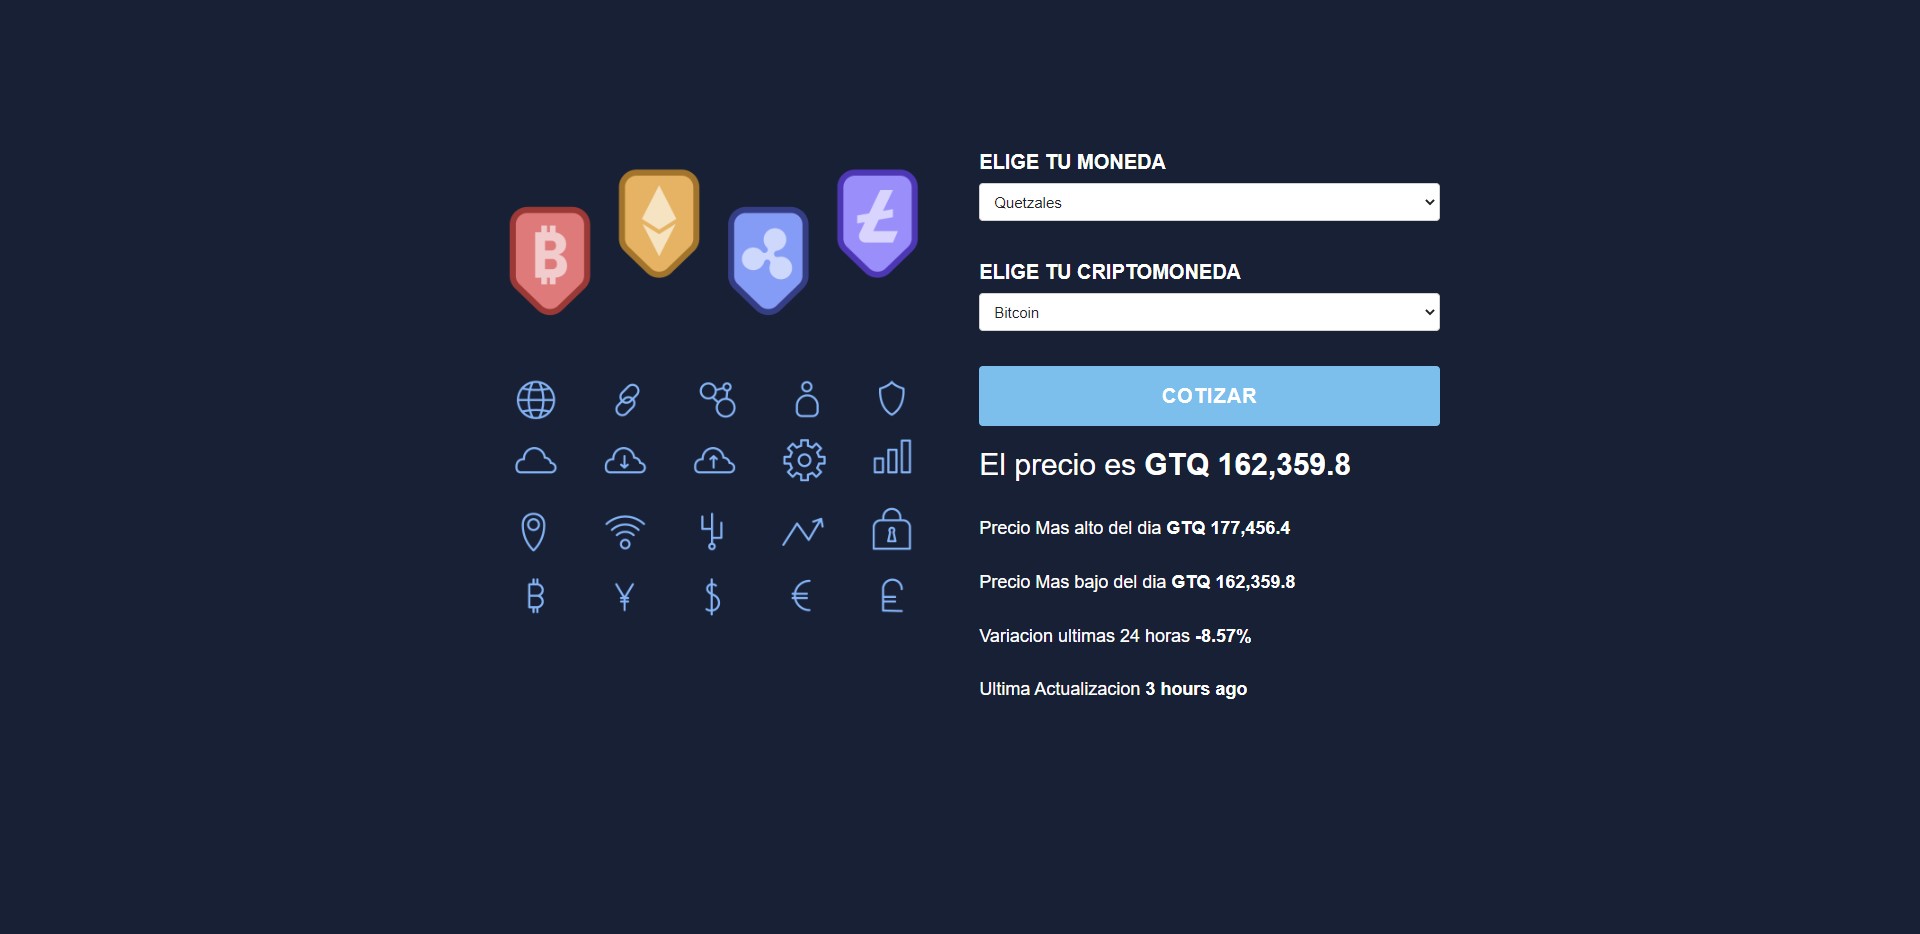 ELIGE TU MONEDA
Quetzales
ELIGE TU CRIPTOMONEDA
Bitcoin
COTIZAR
El precio es GTQ 162,359.8
Precio Mas alto del dia GTQ 177,456.4
Precio Mas bajo del dia GTQ 162,359.8
Variacion ultimas 24 horas -8.57%
Ultima Actualizacion 3 hours ago